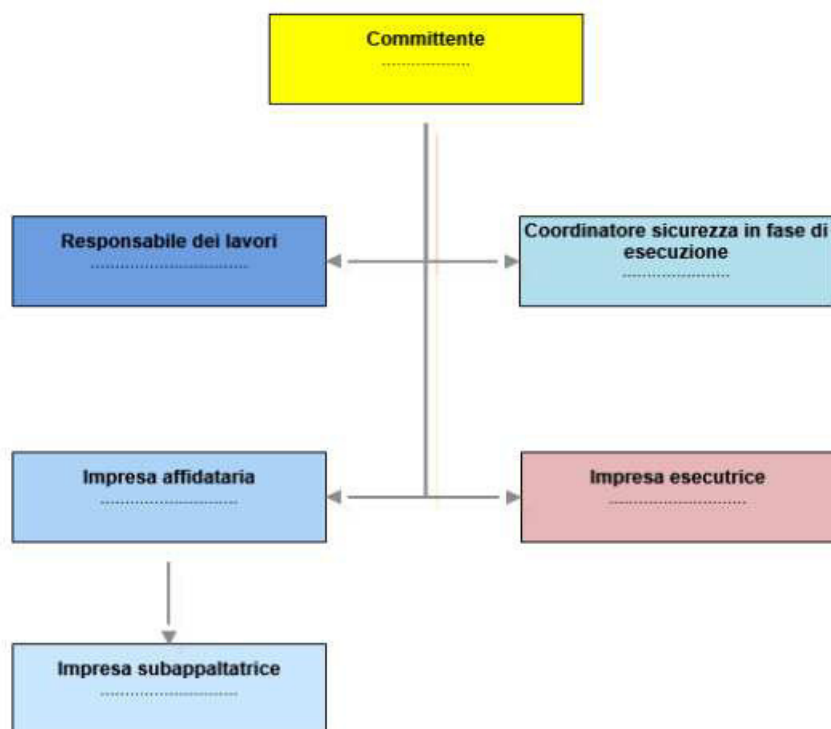 Committente
.................
Responsabile dei lavori
................................
Coordinatore sicurezza in fase di
esecuzione
......................
Impresa affidataria
............................
Impresa esecutrice
............................
Impresa subappaltatrice
............................